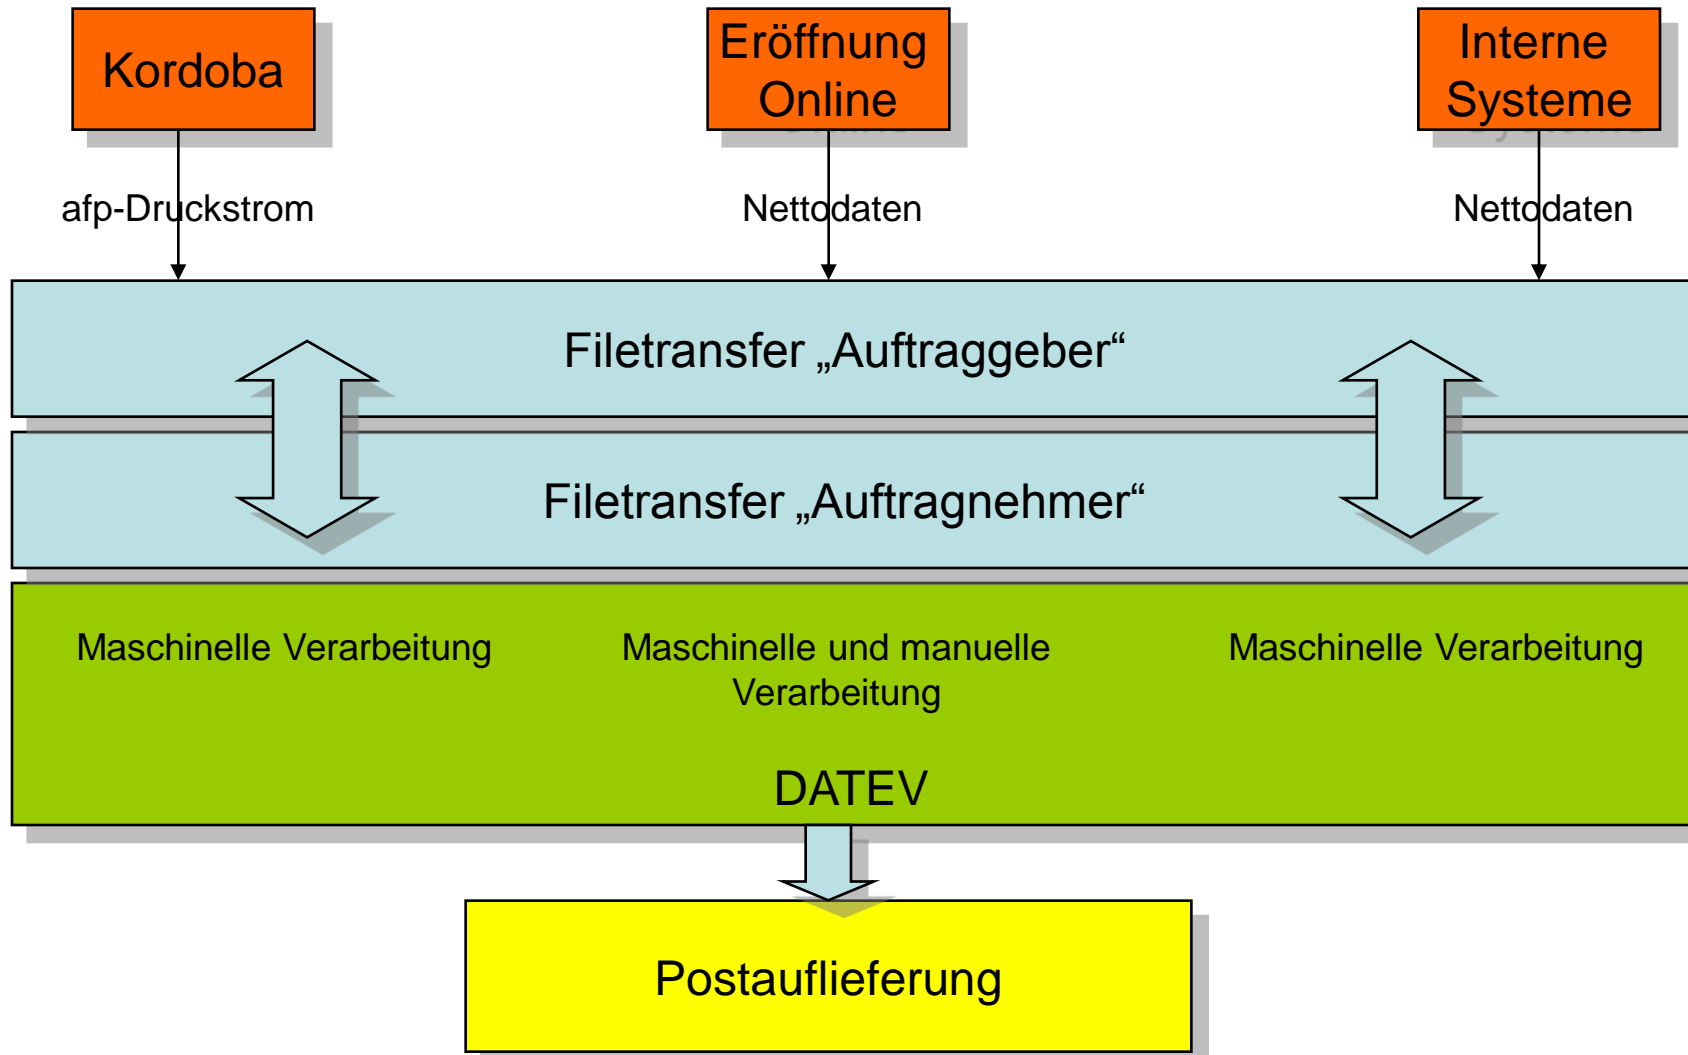 Kordoba
Eröffnung
Online
Interne
Systeme
afp-Druckstrom
Nettodaten
Nettodaten
Filetransfer „Auftraggeber“
Filetransfer „Auftragnehmer“
Maschinelle Verarbeitung
Maschinelle und manuelle
Verarbeitung
Maschinelle Verarbeitung
DATEV
Postauflieferung